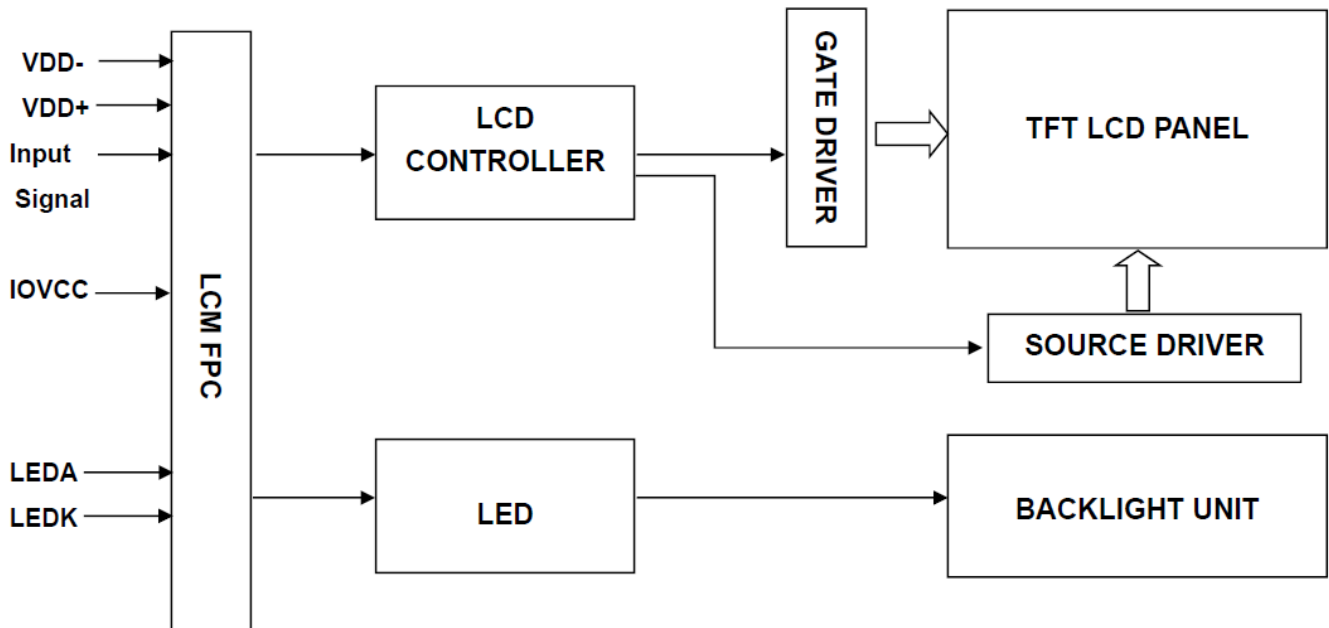 VDD-
VDD+
Input
Signal
IOVCC
LEDA
LEDK
LCM FPC
LCD
CONTROLLER
GATE DRIVER
TFT LCD PANEL
SOURCE DRIVER
LED
BACKLIGHT UNIT